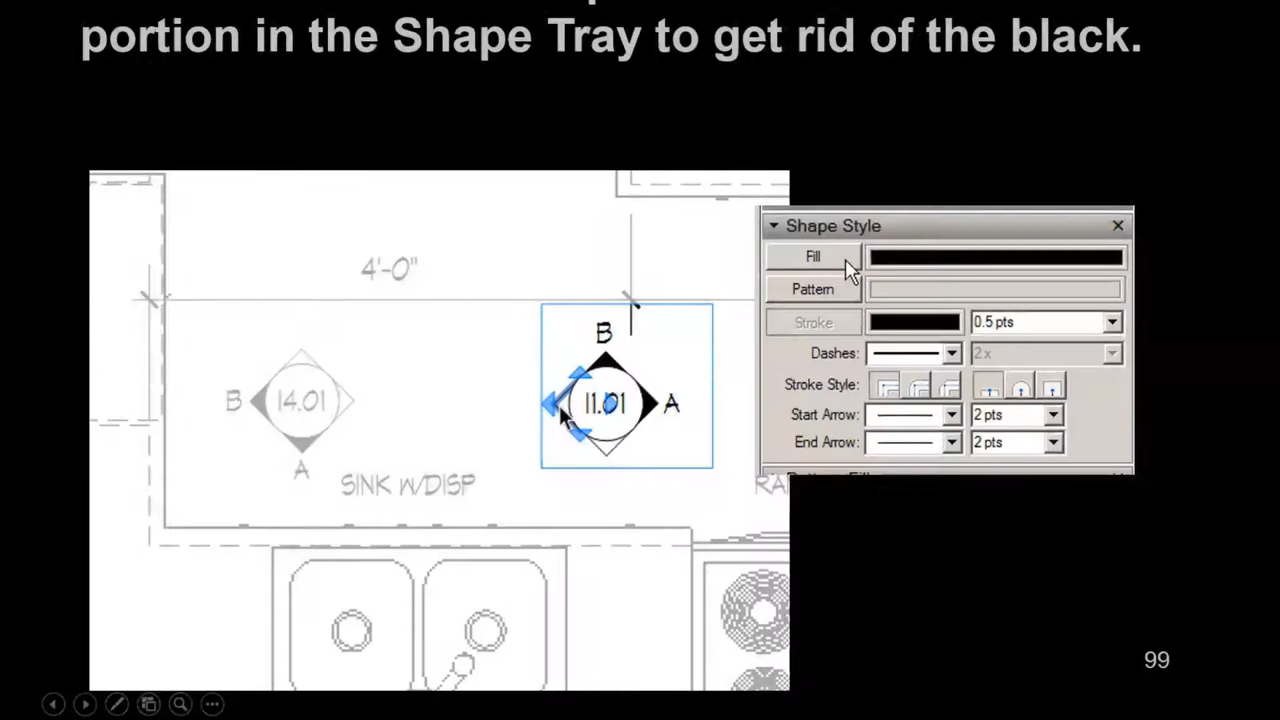 portion in the Shape Tray to get rid of the black.
4'-0"
B
11.01
A
B
14.01
A
SINK W/DISP
RA
Shape Style
Fill
Pattern
Stroke
0.5 pts
Dashes:
2 x
Stroke Style:
Start Arrow:
2 pts
End Arrow:
2 pts
99